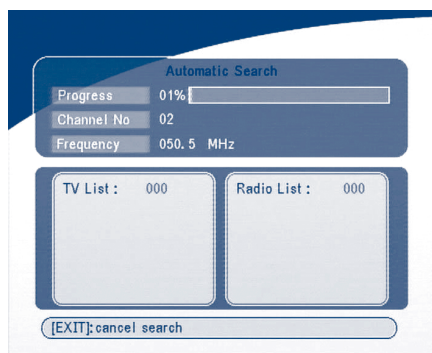 Automatic Search
Progress 01%
Channel No 02
Frequency 050.5 MHz
TV List : 000 Radio List : 000
[EXIT]:cancel search